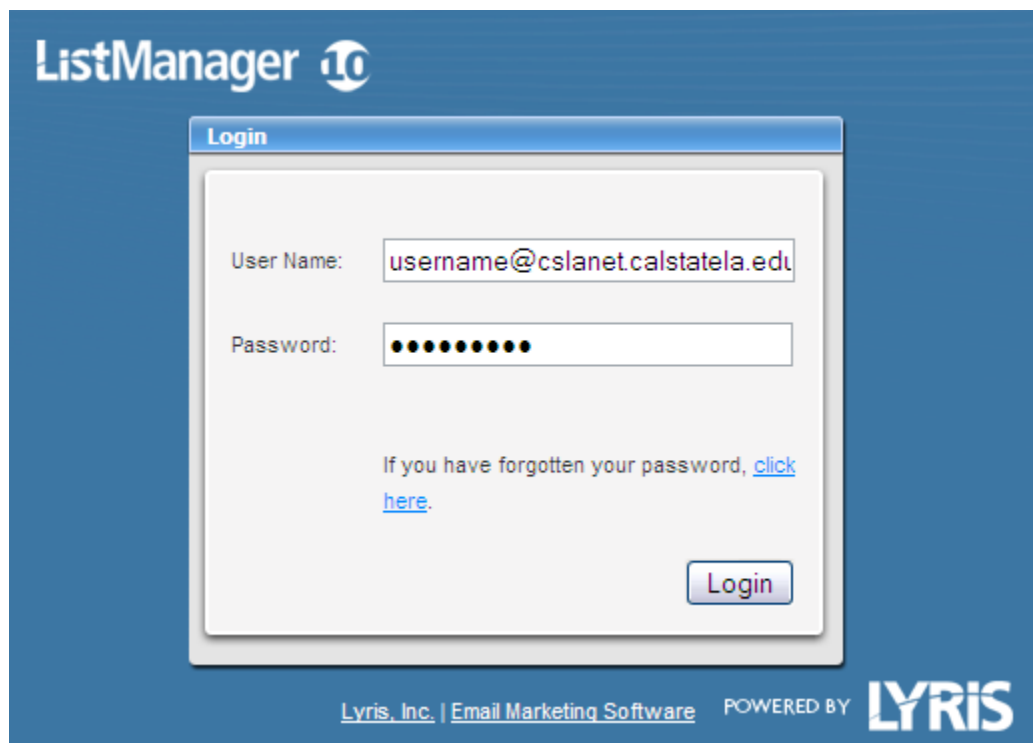 ListManager 10
Login
User Name: username@cslanet.calstatela.edu
Password: •••••••••
If you have forgotten your password, click
here.
Login
Lyris, Inc. | Email Marketing Software POWERED BY LYRIS